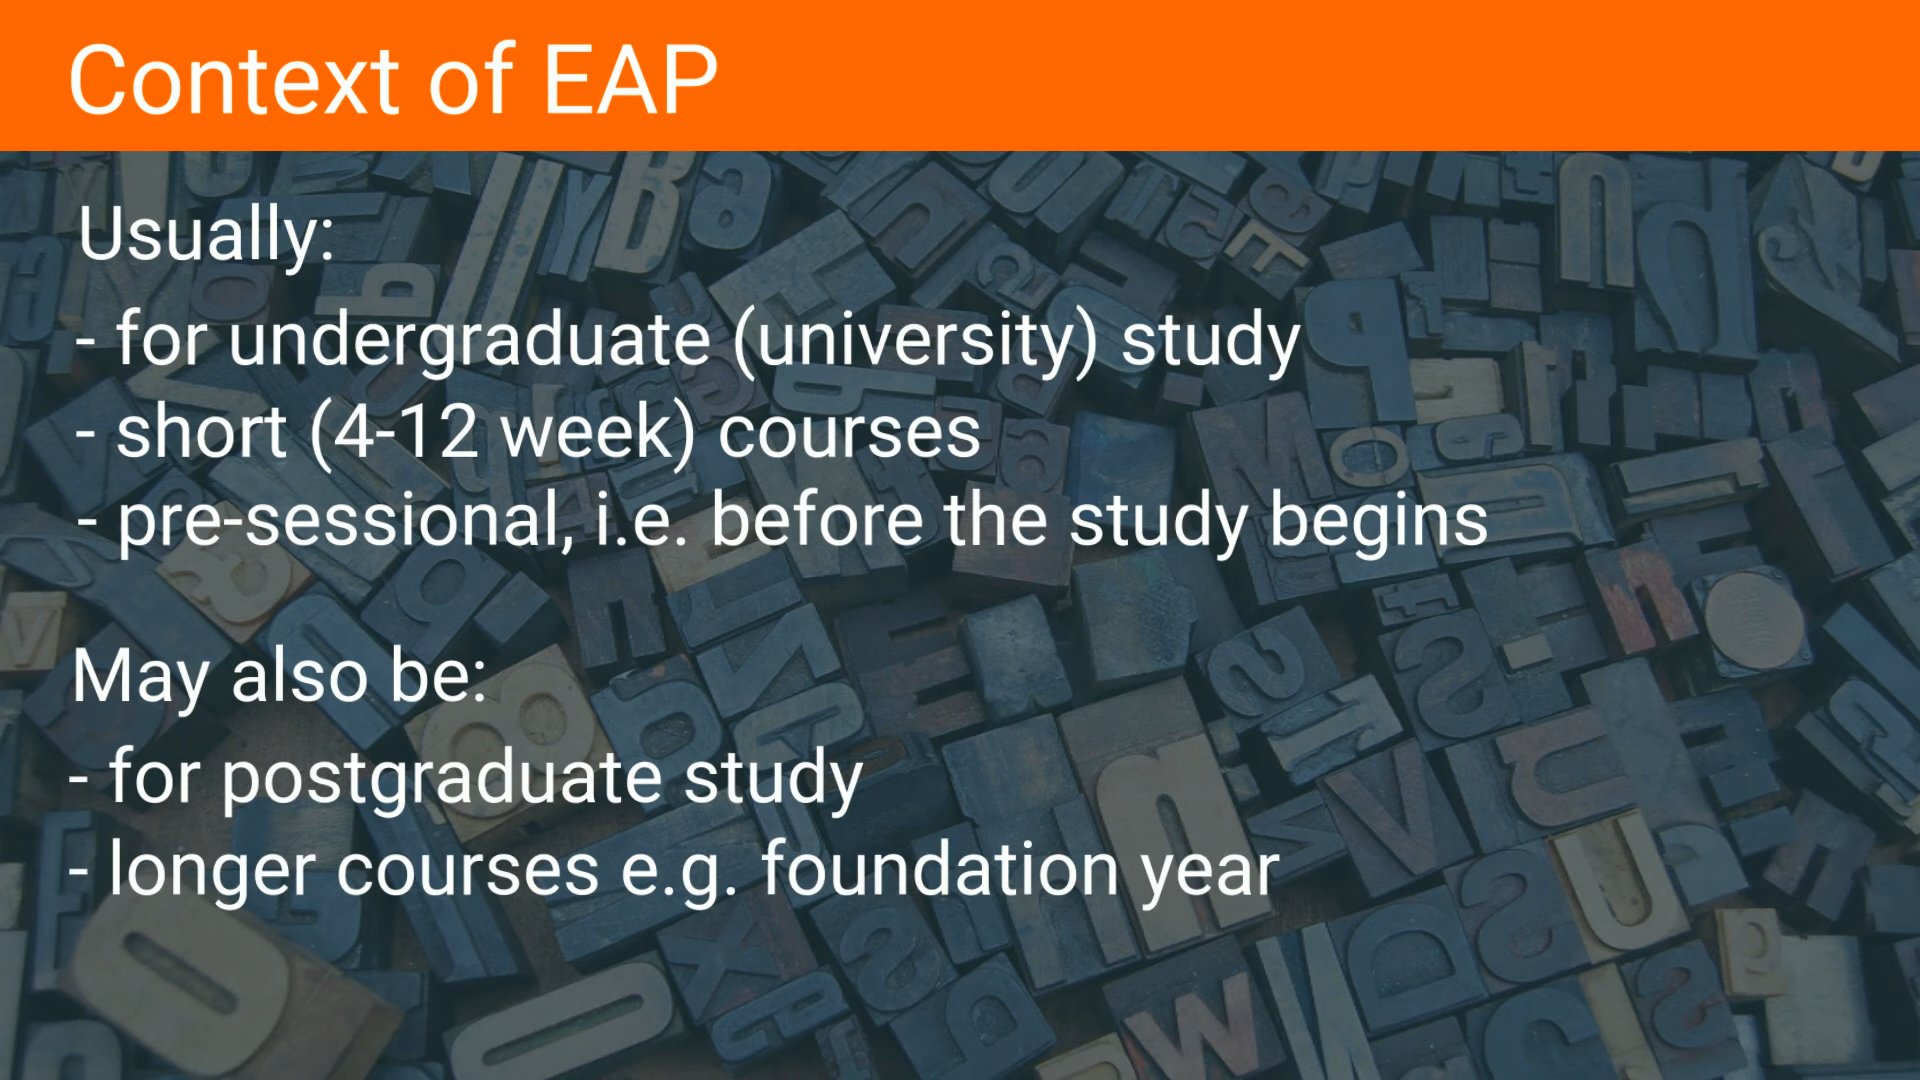 Context of EAP
Usually:
- for undergraduate (university) study
- short (4-12 week) courses
- pre-sessional, i.e. before the study begins
May also be:
- for postgraduate study
- longer courses e.g. foundation year